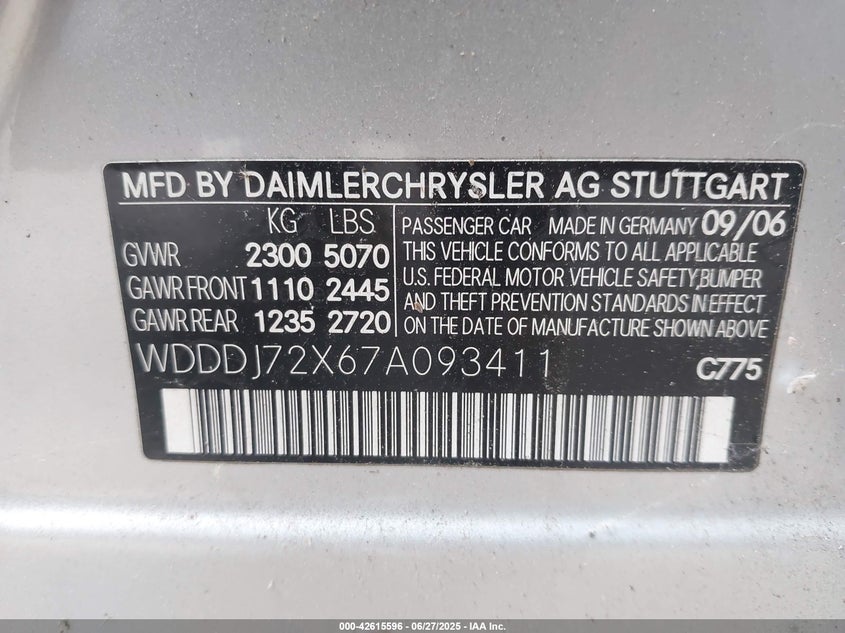 MFD BY DAIMLERCHRYSLER AG STUTTGART
KG LBS
GVWR 2300 5070
GAWR FRONT 1110 2445
GAWR REAR 1235 2720
PASSENGER CAR MADE IN GERMANY 09/06
THIS VEHICLE CONFORMS TO ALL APPLICABLE
U.S. FEDERAL MOTOR VEHICLE SAFETY, BUMPER
AND THEFT PREVENTION STANDARDS IN EFFECT
ON THE DATE OF MANUFACTURE SHOWN ABOVE
WDDDJ72X67A093411 C775
000-42615596 - 06/27/2025 - IAA Inc.